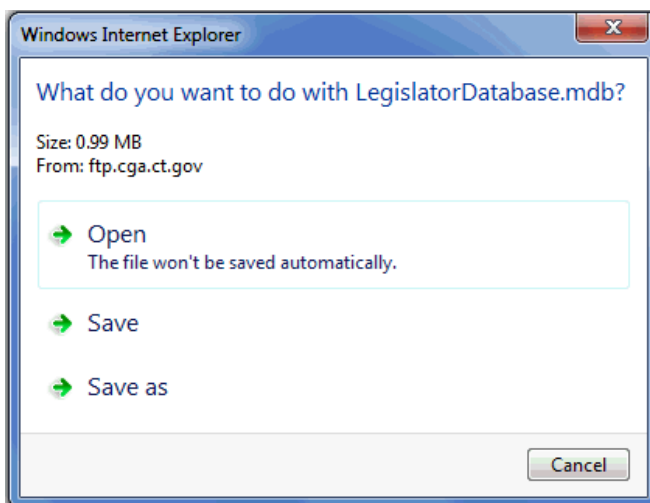 Windows Internet Explorer
What do you want to do with LegislatorDatabase.mdb?
Size: 0.99 MB
From: ftp.cga.ct.gov
Open
The file won't be saved automatically.
Save
Save as
Cancel